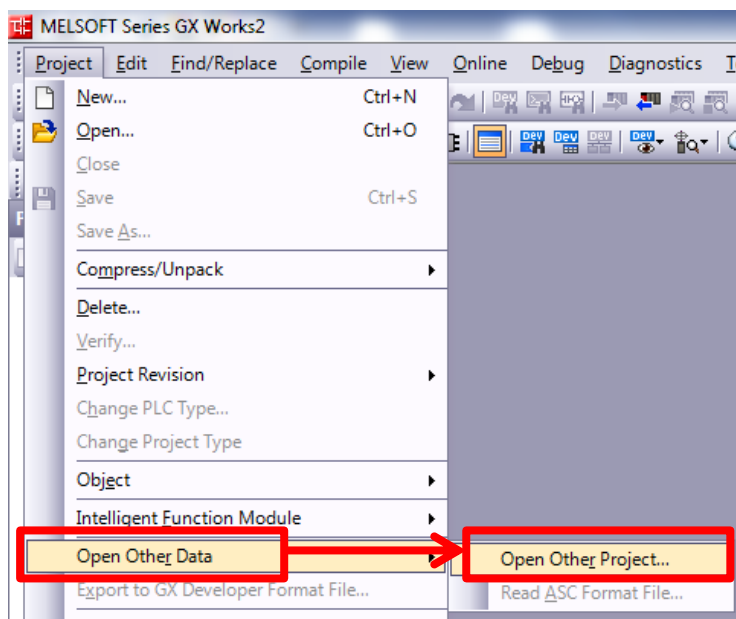 MELSOFT Series GX Works2
Project Edit Find/Replace Compile View Online Debug Diagnostics
New... Ctrl+N
Open... Ctrl+O
Close
Save Ctrl+S
Save As...
Compress/Unpack
Delete...
Verify...
Project Revision
Change PLC Type...
Change Project Type
Object
Intelligent Function Module
Open Other Data
Open Other Project...
Export to GX Developer Format File...
Read ASC Format File...